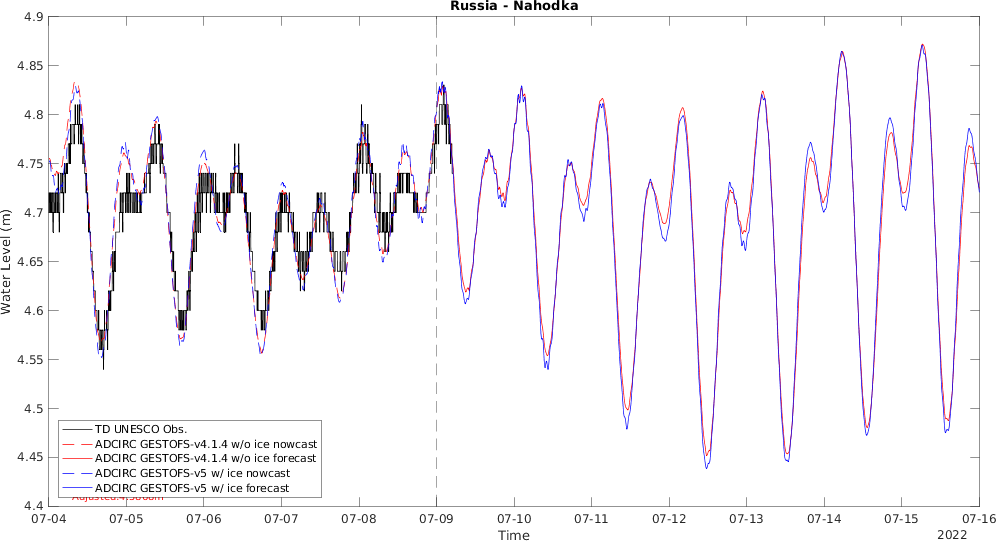 Russia - Nahodka
4.9
4.85
4.8
4.75
4.7
4.65
4.6
4.55
4.5
4.45
4.4
Water Level (m)
TD UNESCO Obs.
ADCIRC GESTOFS-v4.1.4 w/o ice nowcast
ADCIRC GESTOFS-v4.1.4 w/o ice forecast
ADCIRC GESTOFS-v5 w/ ice nowcast
ADCIRC GESTOFS-v5 w/ ice forecast
07-04 07-05 07-06 07-07 07-08 07-09 07-10 07-11 07-12 07-13 07-14 07-15 07-16
Time
2022